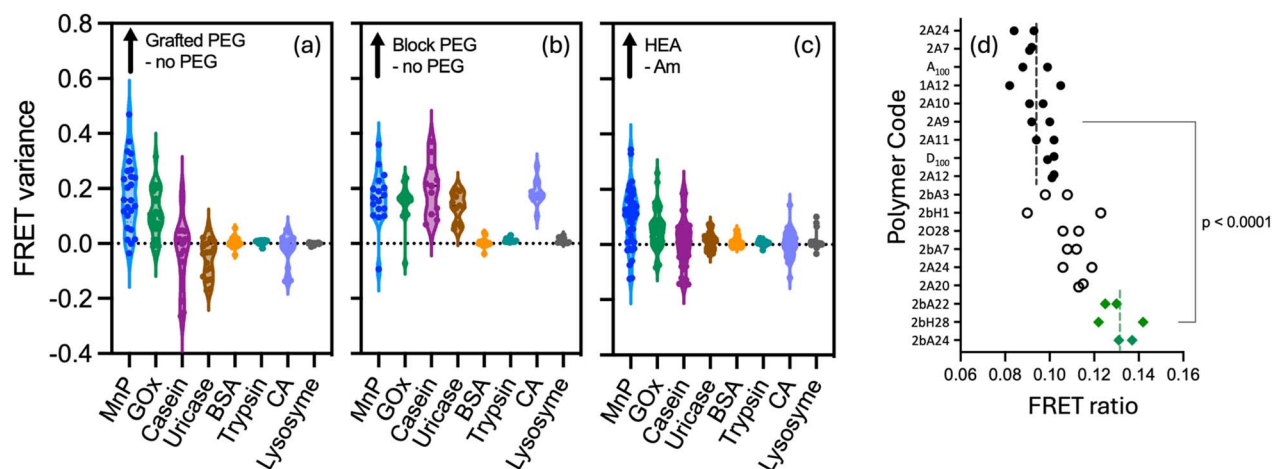 FRET variance
0.8
0.6
0.4
0.2
0.0
-0.2
-0.4
Grafted PEG
- no PEG
(a)
MnP
GOx
Casein
Uricase
BSA
Trypsin
CA
Lysosyme
Block PEG
- no PEG
(b)
MnP
GOx
Casein
Uricase
BSA
Trypsin
CA
Lysosyme
HEA
- Am
(c)
MnP
GOx
Casein
Uricase
BSA
Trypsin
CA
Lysosyme
(d)
Polymer Code
2A24
2A7
A100
1A12
2A10
2A9
2A11
D100
2A12
2bA3
2bH1
2O28
2bA7
2A24
2A20
2bA22
2bH28
2bA24
p < 0.0001
0.06 0.08 0.10 0.12 0.14 0.16
FRET ratio